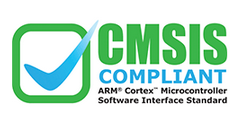 CMSIS
COMPLIANT
ARM® Cortex™ Microcontroller
Software Interface Standard